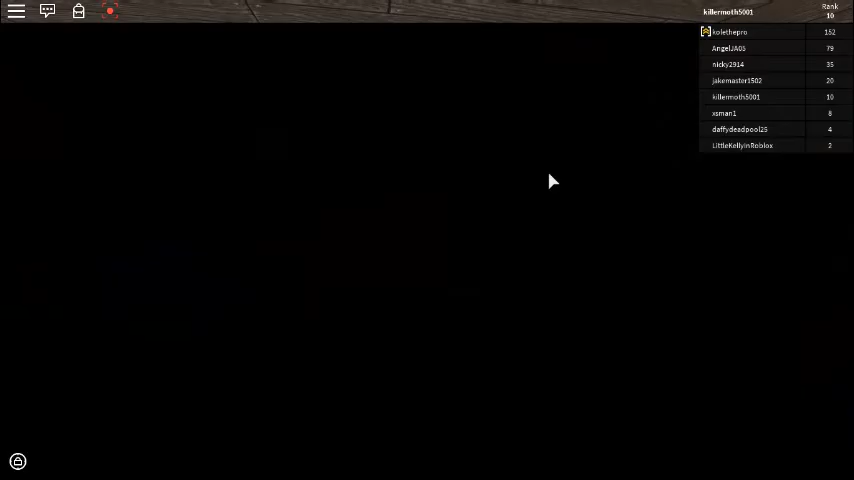 killermoth5001 Rank
10
kolethepro 152
AngelJA05 79
nicky2914 35
jakemaster1502 20
killermoth5001 10
xsman1 8
daffydeadpool25 4
LittleKellyinRoblox 2